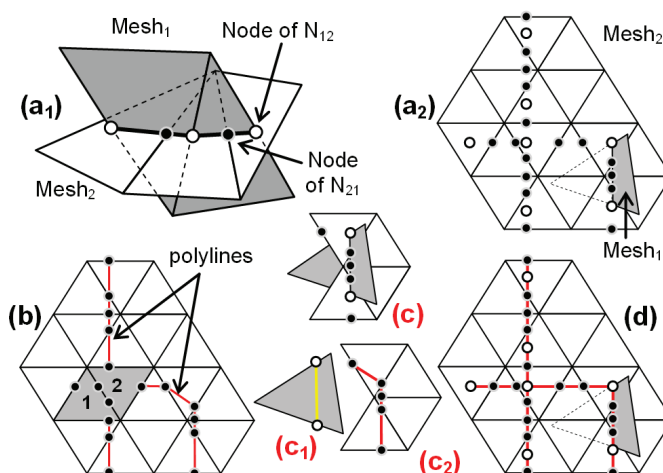 Mesh1
Node of N12
(a1)
Mesh2
Node
of N21
Mesh2
(a2)
Mesh1
polylines
(b)
1
2
(c)
(c1)
(c2)
(d)